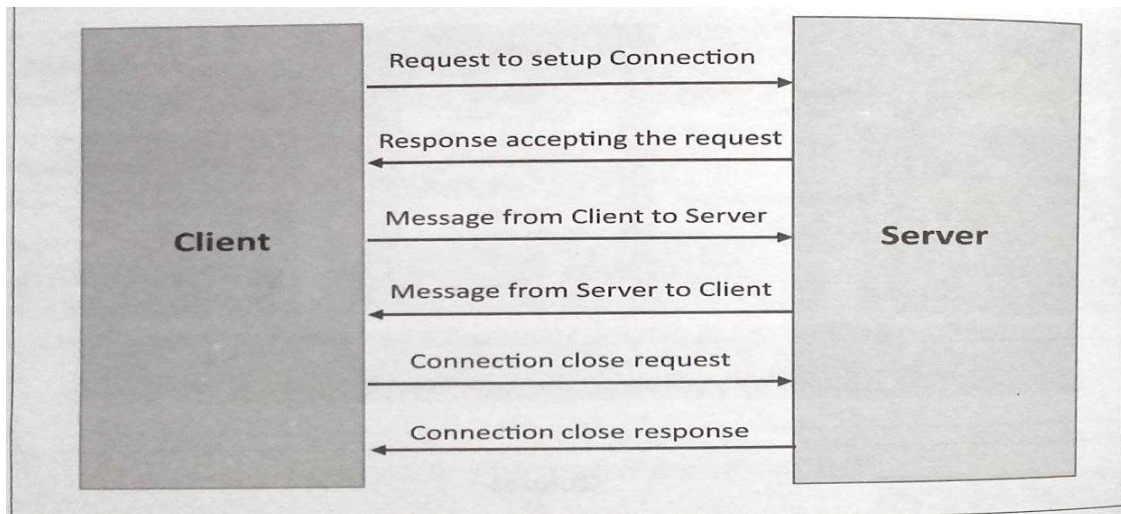 Request to setup Connection
Response accepting the request
Message from Client to Server
Client
Server
Message from Server to Client
Connection close request
Connection close response